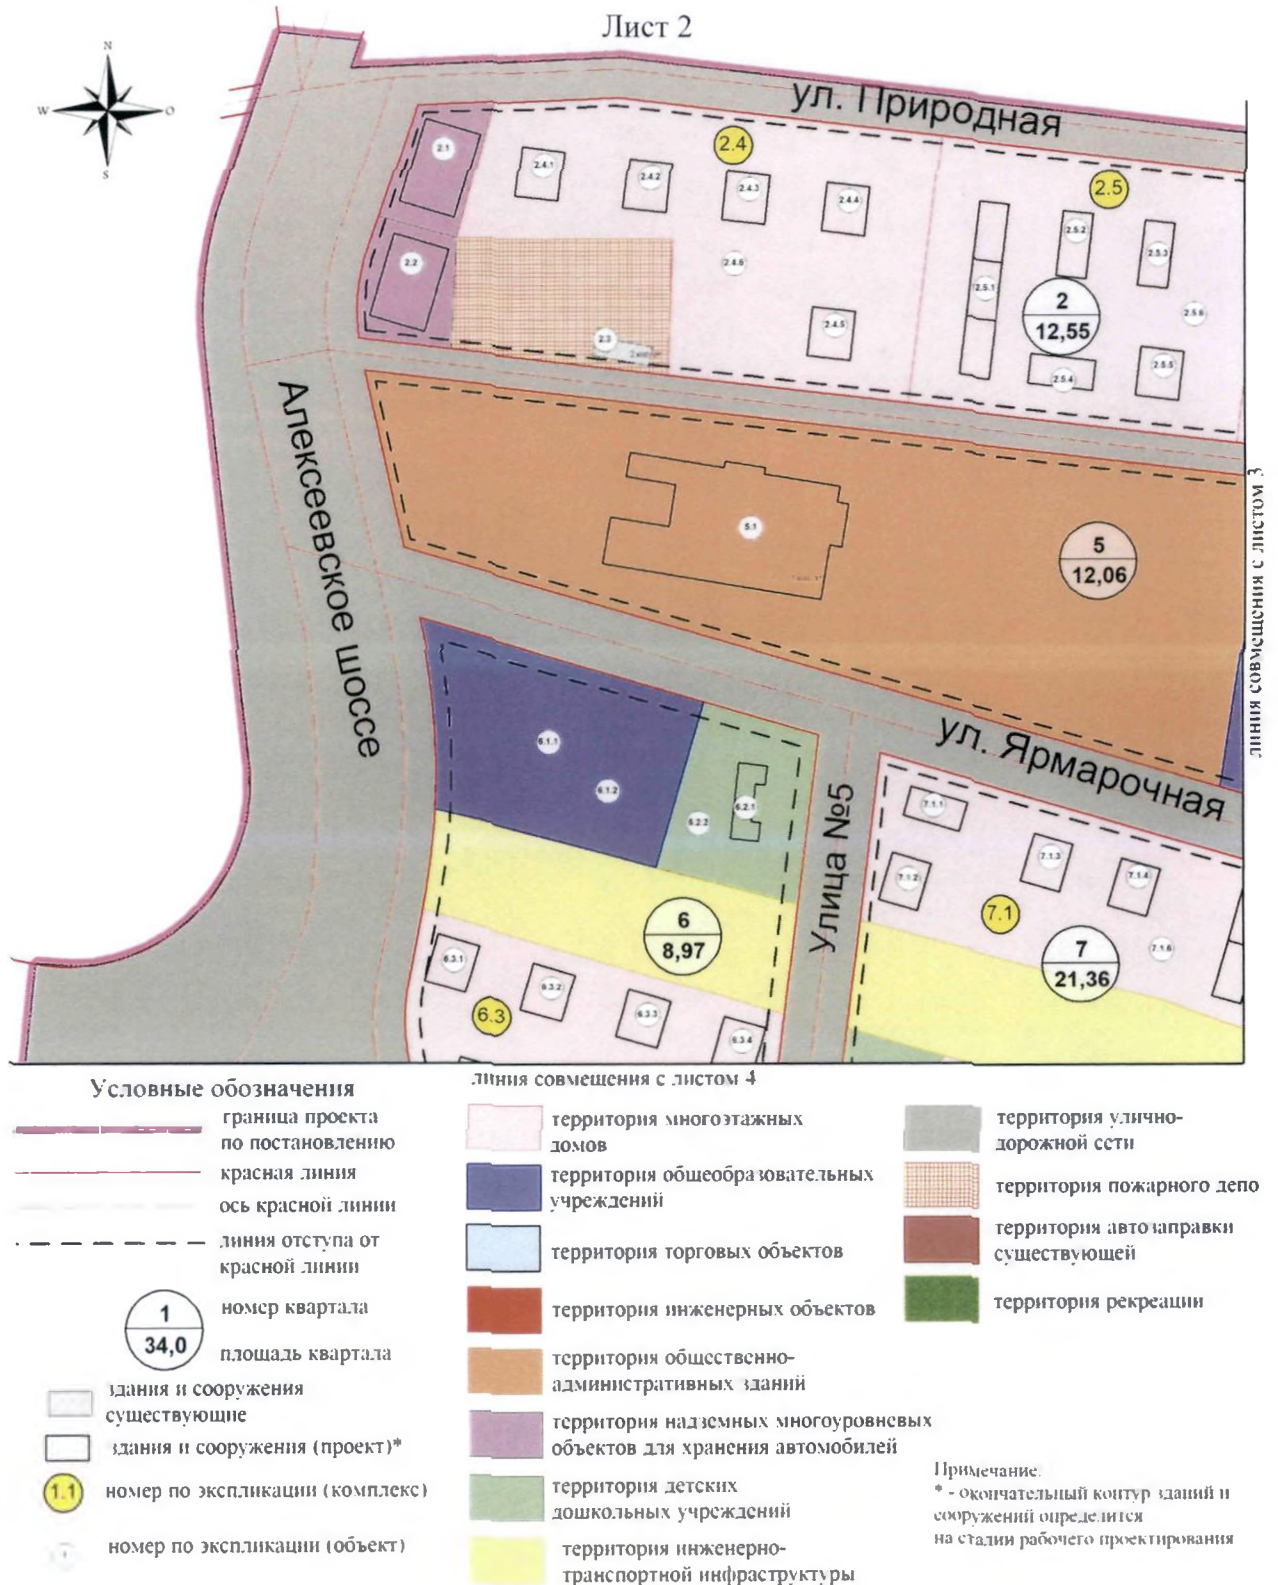 Лист 2
N
W
O
S
ул. Природная
2.1
2.4
2.4.1
2.4.2
2.4.3
2.4.4
2.5
2.5.2
2.5.3
2.2
2.4.6
2.5.1
2
12,55
2.5.6
2.3
2.4.5
2.5.4
2.5.5
Алексеевское шоссе
5.1
5
12,06
линия совмещения с листом 3
ул. Ярмарочная
6.1.1
6.1.2
6.2.1
6.2.2
Улица №5
7.1.1
7.1.2
7.1.3
7.1.4
7.1
7.1.6
6
8,97
7
21,36
6.3.1
6.3.2
6.3.3
6.3.4
6.3
линия совмещения с листом 4
Условные обозначения
граница проекта
по постановлению
красная линия
ось красной линии
линия отступа от
красной линии
1
34,0
номер квартала
площадь квартала
здания и сооружения
существующие
здания и сооружения (проект)*
1.1
номер по экспликации (комплекс)
номер по экспликации (объект)
территория многоэтажных
домов
территория общеобразовательных
учреждений
территория торговых объектов
территория инженерных объектов
территория общественно-
административных зданий
территория надземных многоуровневых
объектов для хранения автомобилей
территория детских
дошкольных учреждений
территория инженерно-
транспортной инфраструктуры
территория улично-
дорожной сети
территория пожарного депо
территория автозаправки
существующей
территория рекреации
Примечание:
* - окончательный контур зданий и
сооружений определится
на стадии рабочего проектирования